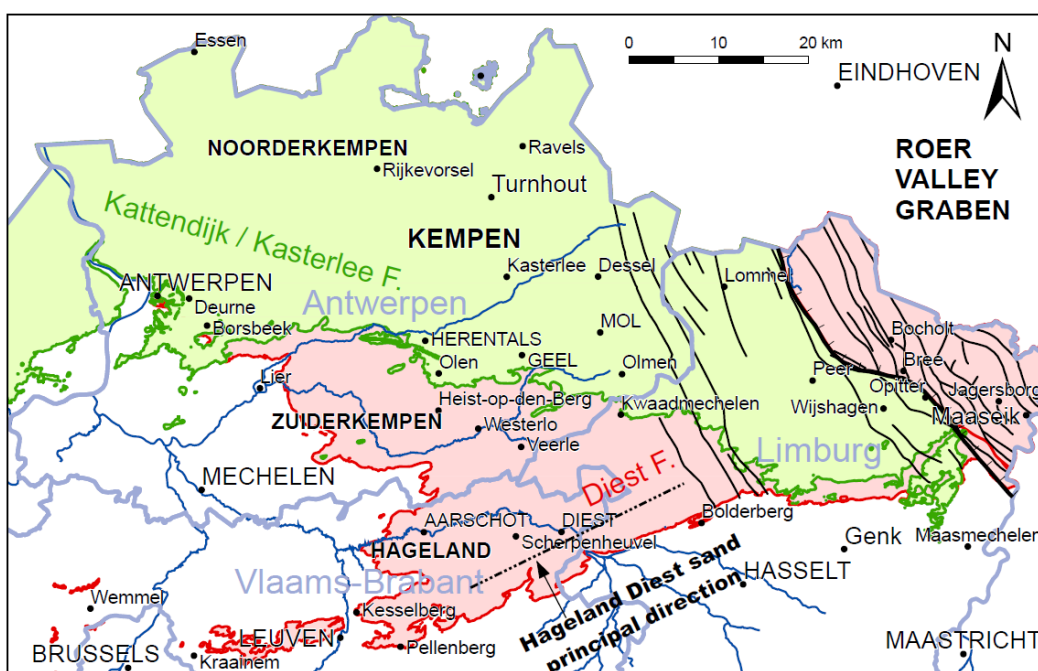 Essen
0 10 20 km
N
EINDHOVEN
NOORDERKEMPEN
Ravels
Rijkevorsel
ROER
VALLEY
GRABEN
Turnhout
Kattendijk / Kasterlee F.
KEMPEN
Kasterlee
Dessel
Lommel
ANTWERPEN
Deurne
Antwerpen
Borsbeek
MOL
Bocholt
HERENTALS
GEEL
Olen
Olmen
Peer
Bree
Opitter
Jagersborg
Lier
Heist-op-den-Berg
Kwaadmechelen
Wijshagen
Maaseik
ZUIDERKEMPEN
Westerlo
Veerle
Limburg
MECHELEN
Diest F.
AARSCHOT
DIEST
Bolderberg
Scherpenheuvel
HAGELAND
Genk
Maasmechelen
Vlaams-Brabant
HASSELT
Hageland Diest sand
principal direction
Wemmel
Kesselberg
LEUVEN
Pellenberg
BRUSSELS
Kraainem
MAASTRICHT